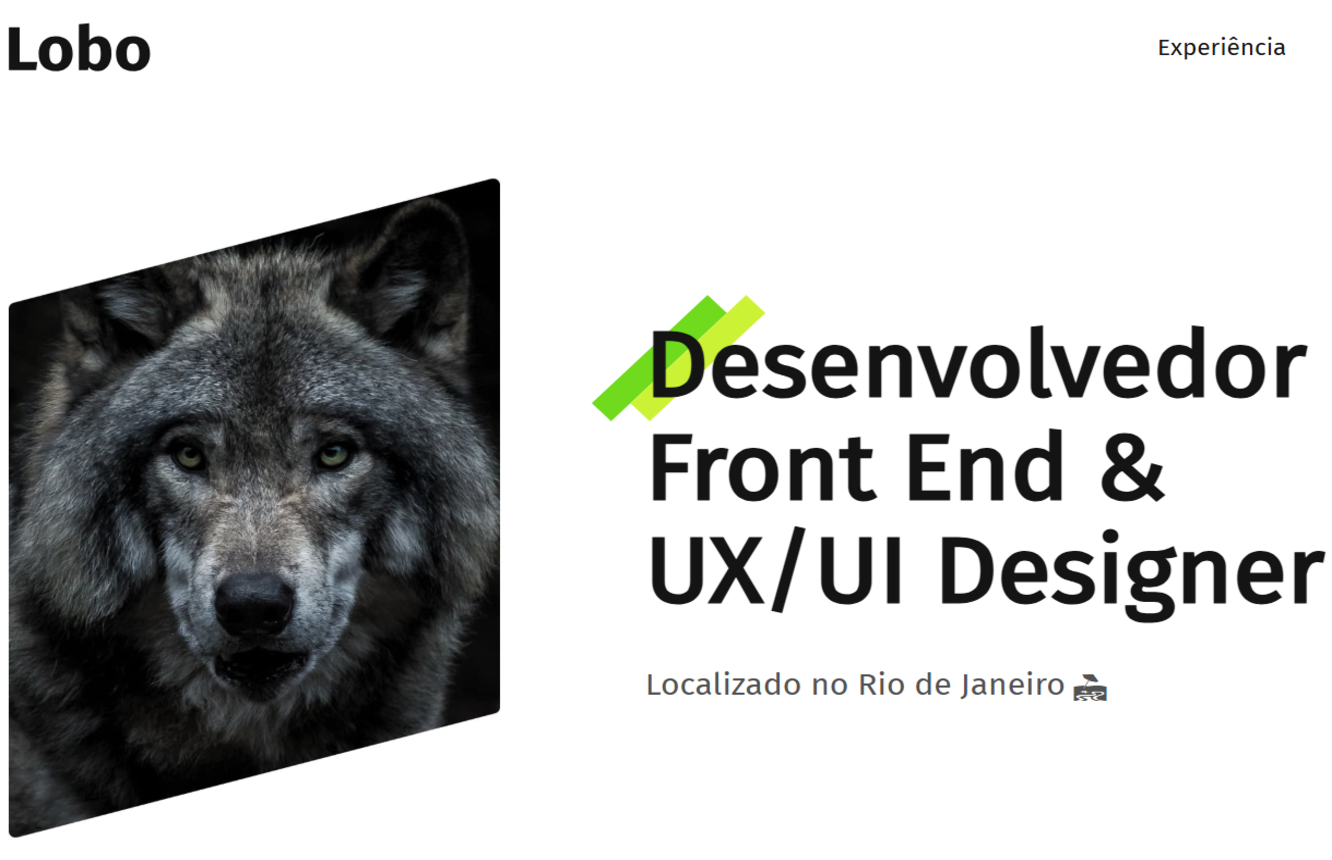 Lobo
Experiência
Desenvolvedor
Front End &
UX/UI Designer
Localizado no Rio de Janeiro 🏖